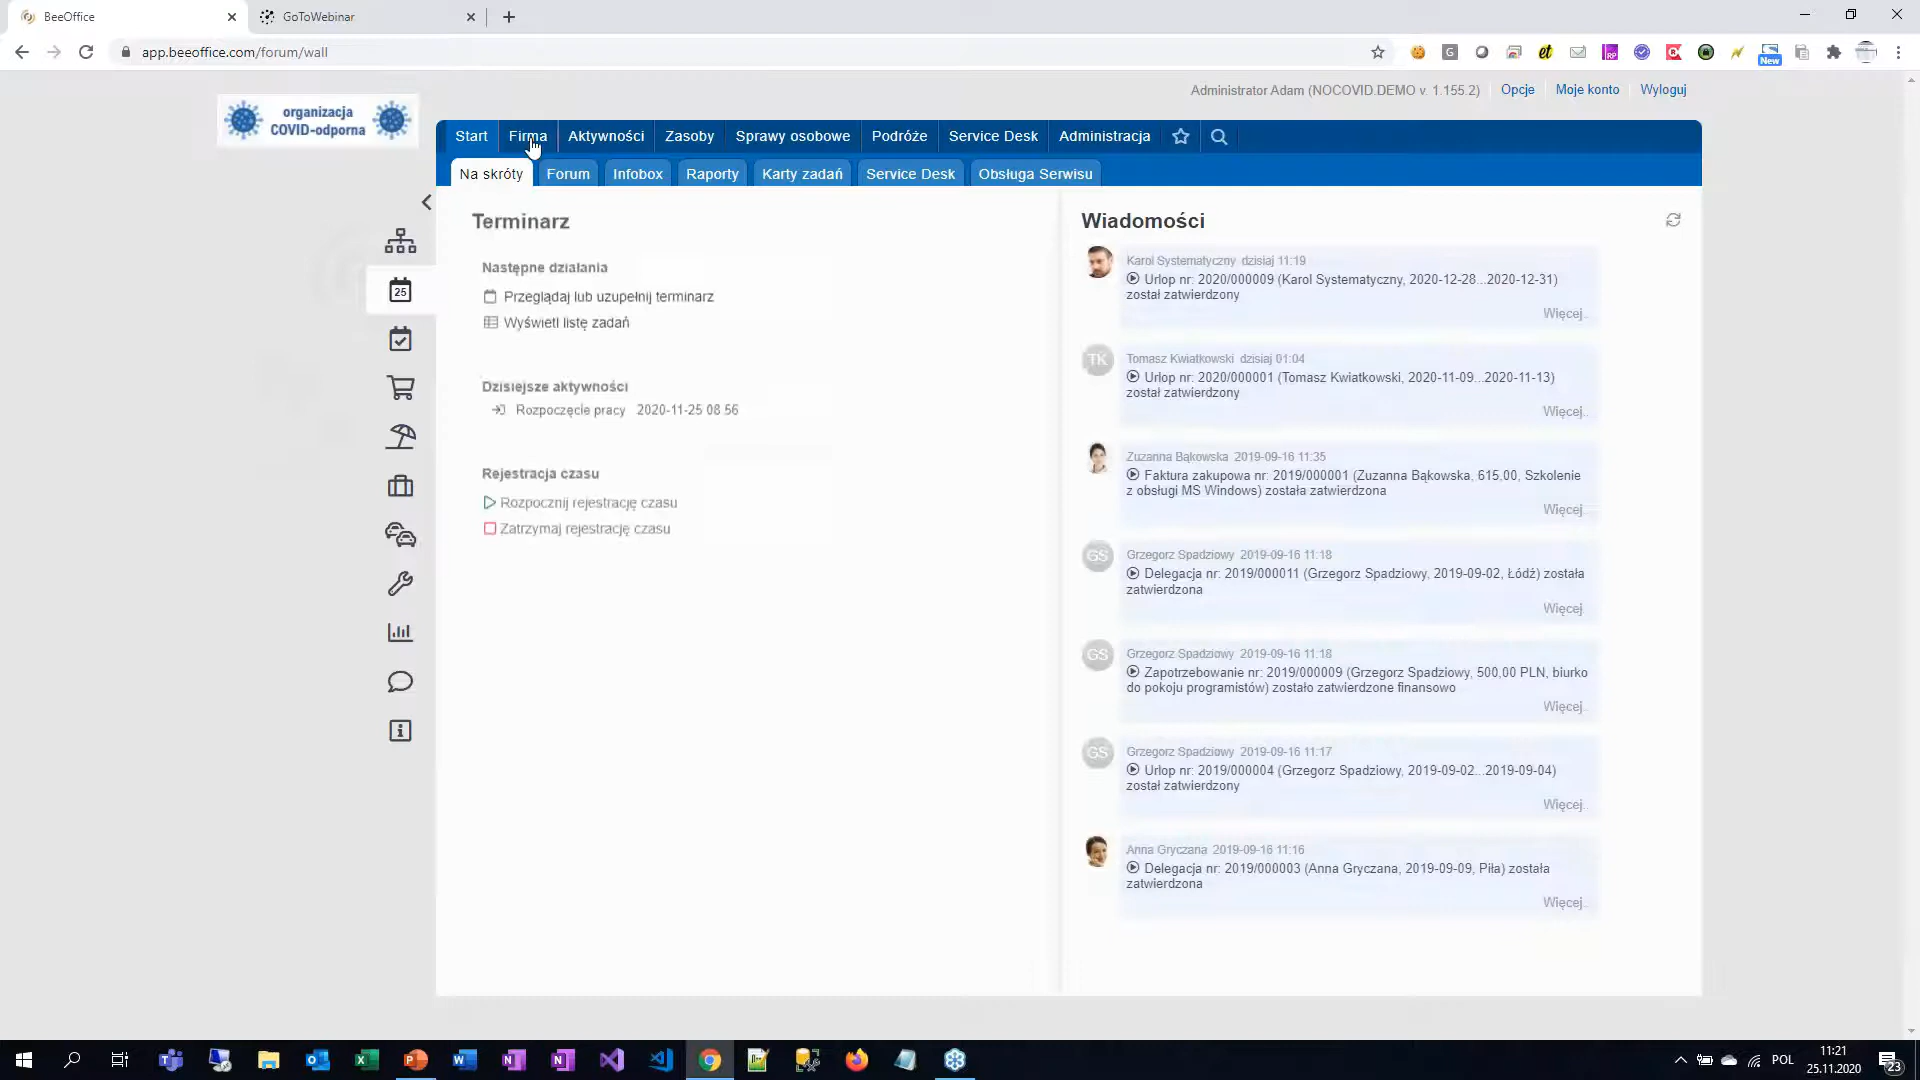 BeeOffice
GoToWebinar
app.beeoffice.com/forum/wall
New
Administrator Adam (NOCOVID.DEMO v. 1.155.2)
Opcje
Moje konto
Wyloguj
organizacja
COVID-odporna
Start
Firma
Aktywności
Zasoby
Sprawy osobowe
Podróże
Service Desk
Administracja
Na skróty
Forum
Infobox
Raporty
Karty zadań
Service Desk
Obsługa Serwisu
25
Terminarz
Następne działania
Przeglądaj lub uzupełnij terminarz
Wyświetl listę zadań
Dzisiejsze aktywności
Rozpoczęcie pracy 2020-11-25 08:56
Rejestracja czasu
Rozpocznij rejestrację czasu
Zatrzymaj rejestrację czasu
Wiadomości
Karol Systematyczny dzisiaj 11:19
Urlop nr: 2020/000009 (Karol Systematyczny, 2020-12-28...2020-12-31)
został zatwierdzony
Więcej..
TK
Tomasz Kwiatkowski dzisiaj 01:04
Urlop nr: 2020/000001 (Tomasz Kwiatkowski, 2020-11-09...2020-11-13)
został zatwierdzony
Więcej..
Zuzanna Bąkowska 2019-09-16 11:35
Faktura zakupowa nr: 2019/000001 (Zuzanna Bąkowska, 615,00, Szkolenie
z obsługi MS Windows) została zatwierdzona
Więcej..
GS
Grzegorz Spadziowy 2019-09-16 11:18
Delegacja nr: 2019/000011 (Grzegorz Spadziowy, 2019-09-02, Łódź) została
zatwierdzona
Więcej..
GS
Grzegorz Spadziowy 2019-09-16 11:18
Zapotrzebowanie nr: 2019/000009 (Grzegorz Spadziowy, 500,00 PLN, biurko
do pokoju programistów) zostało zatwierdzone finansowo
Więcej..
GS
Grzegorz Spadziowy 2019-09-16 11:17
Urlop nr: 2019/000004 (Grzegorz Spadziowy, 2019-09-02...2019-09-04)
został zatwierdzony
Więcej..
Anna Gryczana 2019-09-16 11:16
Delegacja nr: 2019/000003 (Anna Gryczana, 2019-09-09, Piła) została
zatwierdzona
Więcej..
POL
11:21
25.11.2020
23